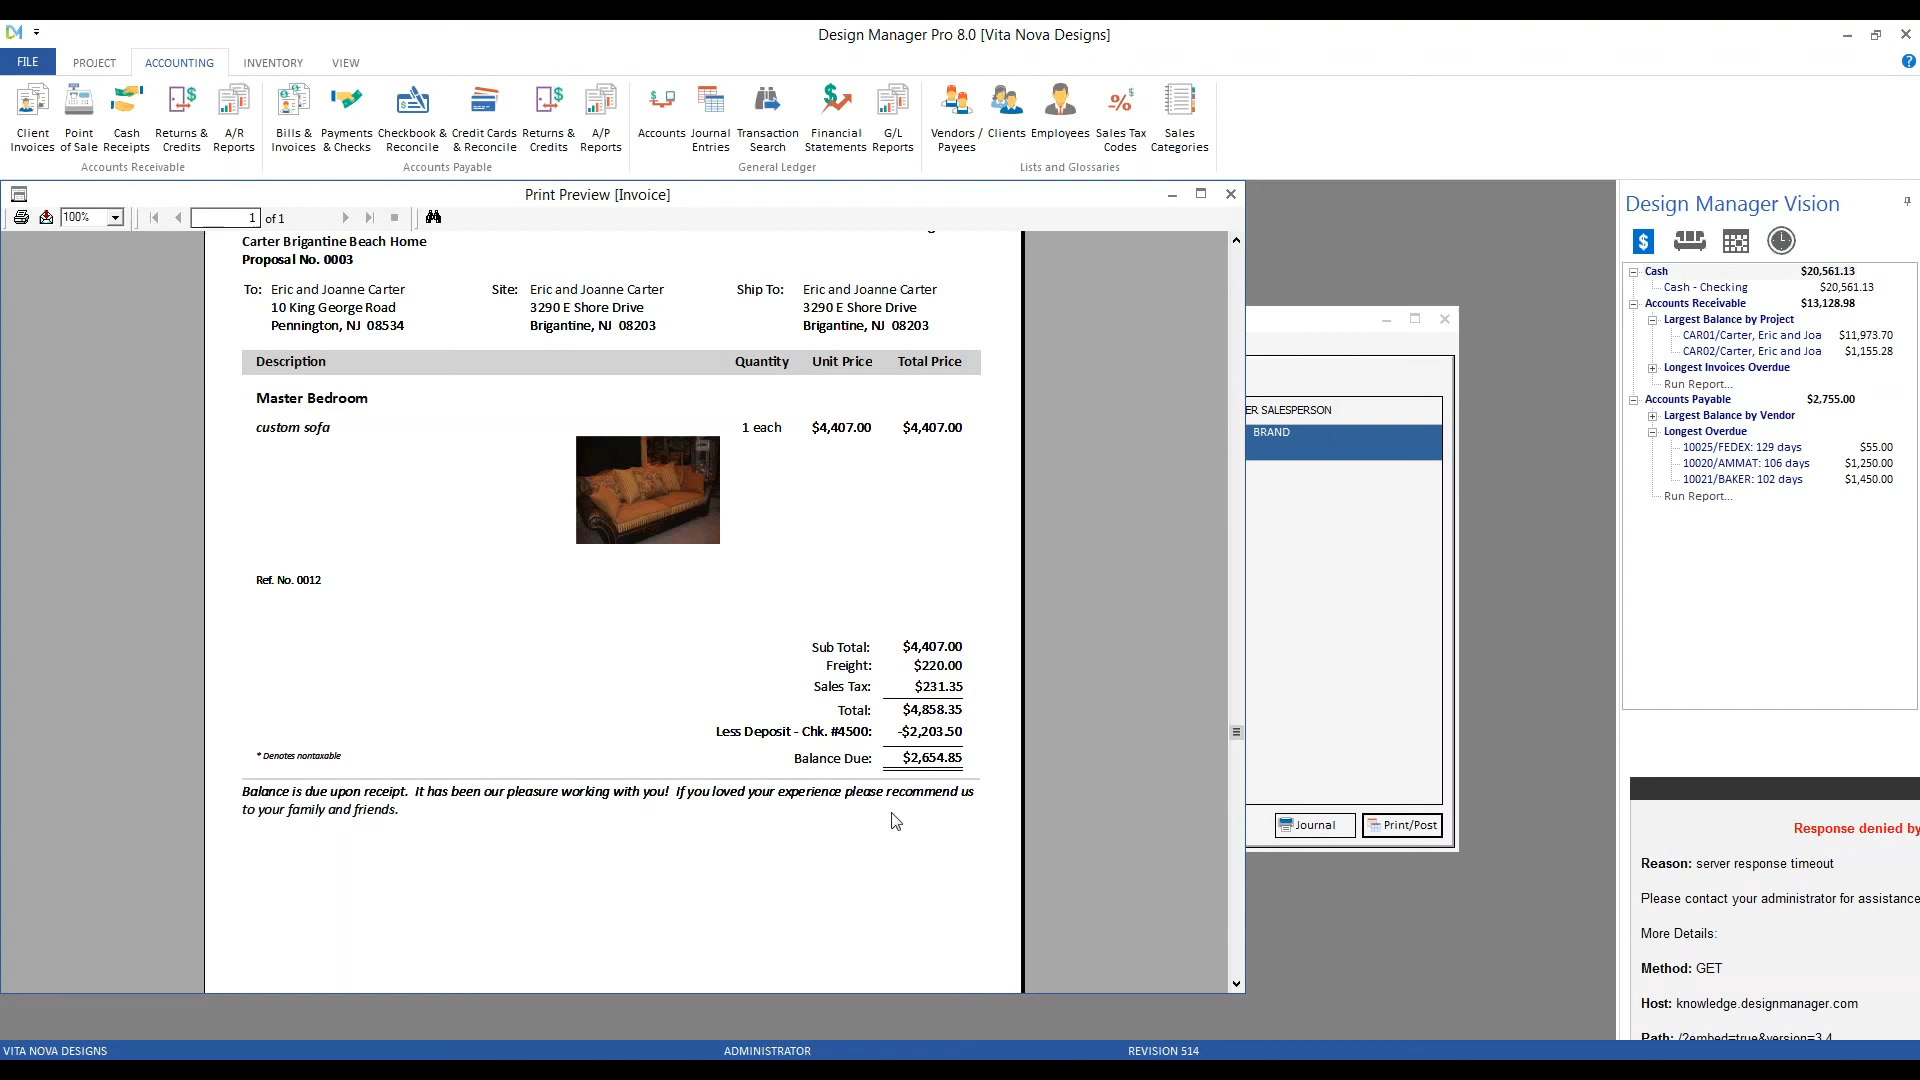 Design Manager Pro 8.0 [Vita Nova Designs]
FILE
PROJECT
ACCOUNTING
INVENTORY
VIEW
Client Invoices
Point of Sale
Cash Receipts
Returns & Credits
A/R Reports
Accounts Receivable
Bills & Invoices
Payments & Checks
Checkbook & Reconcile
Credit Cards & Reconcile
Returns & Credits
A/P Reports
Accounts Payable
Accounts
Journal Entries
Transaction Search
Financial Statements
G/L Reports
General Ledger
Vendors / Payees
Clients
Employees
Sales Tax Codes
Sales Categories
Lists and Glossaries
Print Preview [Invoice]
100%
1 of 1
Carter Brigantine Beach Home
Proposal No. 0003
To: Eric and Joanne Carter
10 King George Road
Pennington, NJ 08534
Site: Eric and Joanne Carter
3290 E Shore Drive
Brigantine, NJ 08203
Ship To: Eric and Joanne Carter
3290 E Shore Drive
Brigantine, NJ 08203
Description Quantity Unit Price Total Price
Master Bedroom
custom sofa 1 each $4,407.00 $4,407.00
Ref. No. 0012
Sub Total: $4,407.00
Freight: $220.00
Sales Tax: $231.35
Total: $4,858.35
Less Deposit - Chk. #4500: -$2,203.50
* Denotes nontaxable
Balance Due: $2,654.85
Balance is due upon receipt. It has been our pleasure working with you! If you loved your experience please recommend us
to your family and friends.
ER SALESPERSON
BRAND
Journal
Print/Post
Design Manager Vision
Cash $20,561.13
Cash - Checking $20,561.13
Accounts Receivable $13,128.98
Largest Balance by Project
CAR01/Carter, Eric and Joa $11,973.70
CAR02/Carter, Eric and Joa $1,155.28
Longest Invoices Overdue
Run Report...
Accounts Payable $2,755.00
Largest Balance by Vendor
Longest Overdue
10025/FEDEX: 129 days $55.00
10020/AMMAT: 106 days $1,250.00
10021/BAKER: 102 days $1,450.00
Run Report...
Response denied by
Reason: server response timeout
Please contact your administrator for assistance
More Details:
Method: GET
Host: knowledge.designmanager.com
Path: /?embed=true&version=3.4
VITA NOVA DESIGNS
ADMINISTRATOR
REVISION 514